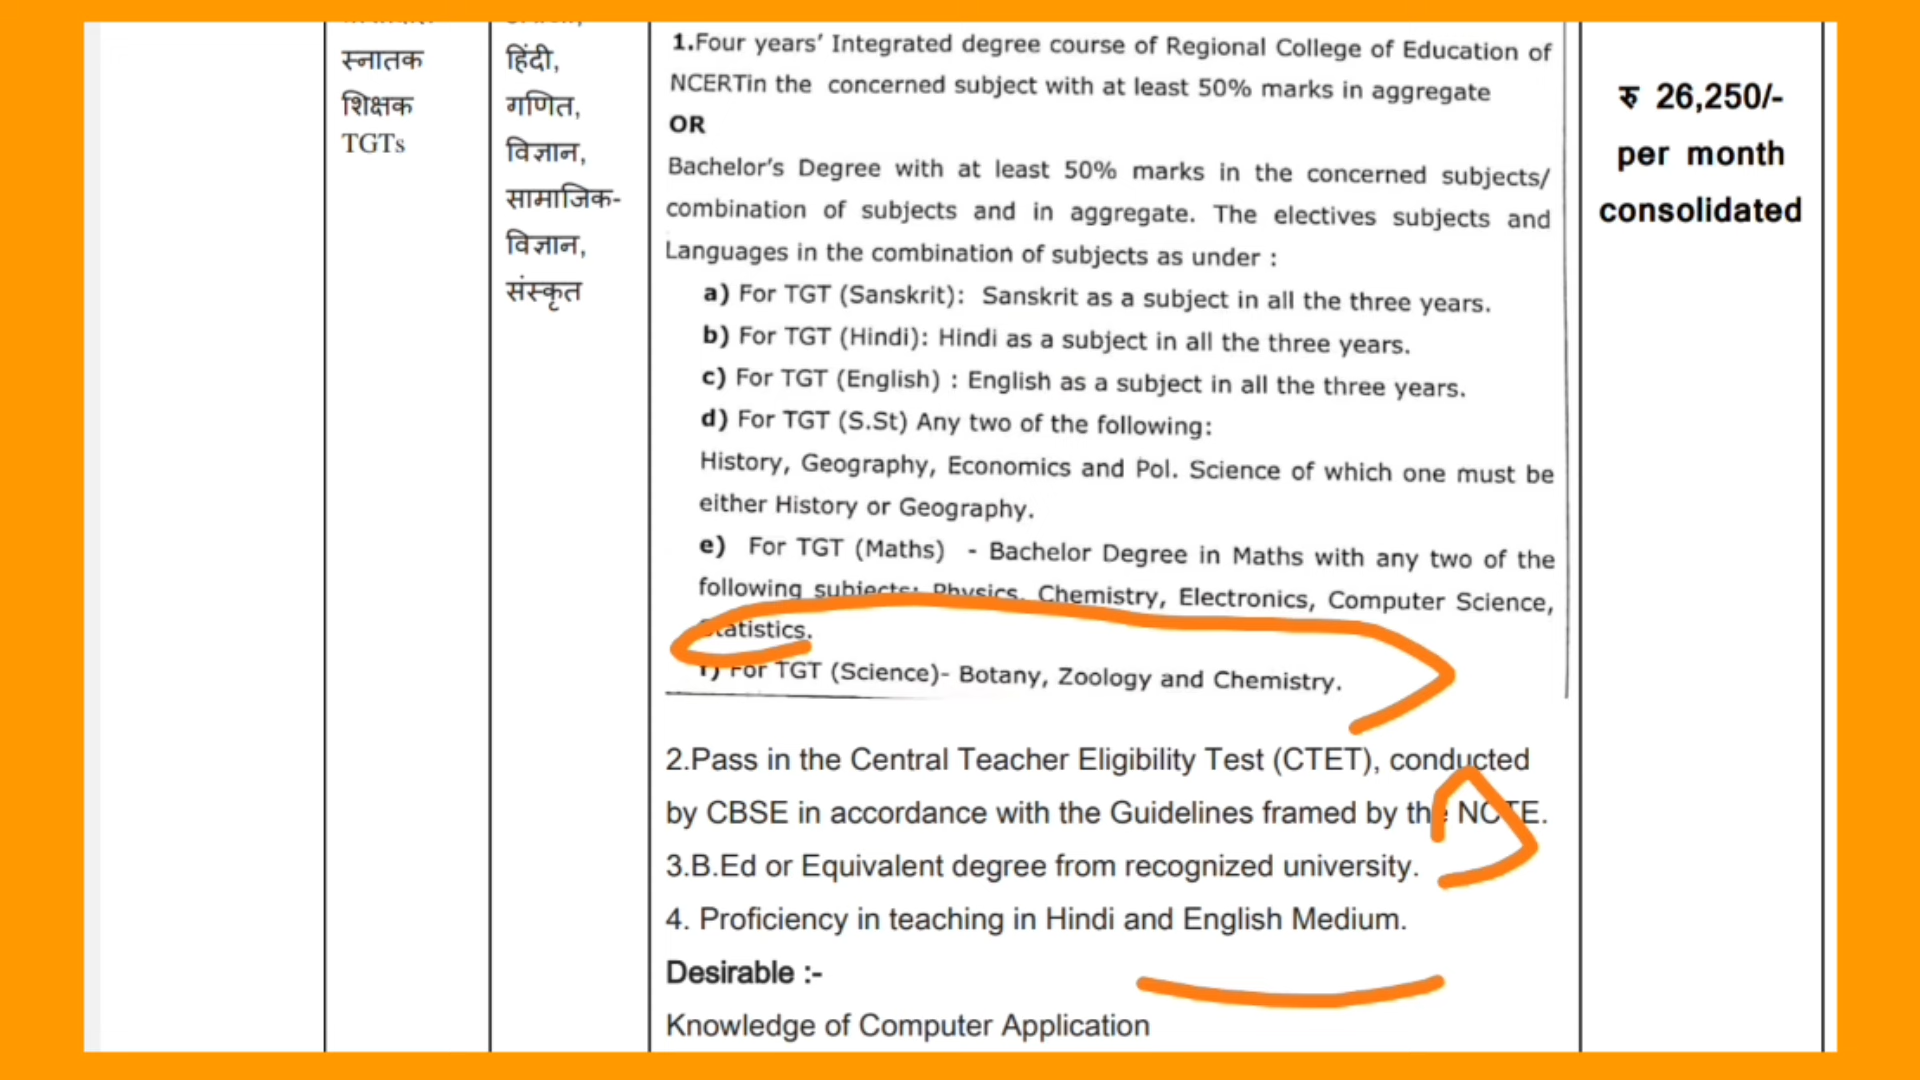 स्नातक
शिक्षक
TGTs
हिंदी,
गणित,
विज्ञान,
सामाजिक-
विज्ञान,
संस्कृत
1.Four years' Integrated degree course of Regional College of Education of
NCERTin the concerned subject with at least 50% marks in aggregate
OR
Bachelor's Degree with at least 50% marks in the concerned subjects/
combination of subjects and in aggregate. The electives subjects and
Languages in the combination of subjects as under :
a) For TGT (Sanskrit): Sanskrit as a subject in all the three years.
b) For TGT (Hindi): Hindi as a subject in all the three years.
c) For TGT (English) : English as a subject in all the three years.
d) For TGT (S.St) Any two of the following:
History, Geography, Economics and Pol. Science of which one must be
either History or Geography.
e) For TGT (Maths) - Bachelor Degree in Maths with any two of the
following subjects: Physics, Chemistry, Electronics, Computer Science,
Statistics.
f) For TGT (Science)- Botany, Zoology and Chemistry.
2.Pass in the Central Teacher Eligibility Test (CTET), conducted
by CBSE in accordance with the Guidelines framed by the NCTE.
3.B.Ed or Equivalent degree from recognized university.
4. Proficiency in teaching in Hindi and English Medium.
Desirable :-
Knowledge of Computer Application
रु 26,250/-
per month
consolidated